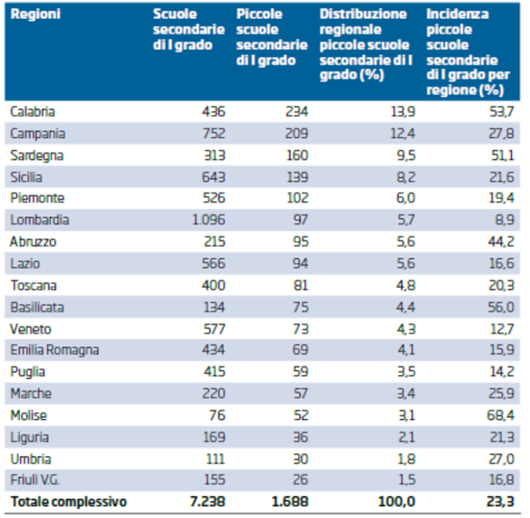 Regioni Scuole secondarie di I grado Piccole scuole secondarie di I grado Distribuzione regionale piccole scuole secondarie di I grado (%) Incidenza piccole scuole secondarie di I grado per regione (%)
Calabria 436 234 13,9 53,7
Campania 752 209 12,4 27,8
Sardegna 313 160 9,5 51,1
Sicilia 643 139 8,2 21,6
Piemonte 526 102 6,0 19,4
Lombardia 1.096 97 5,7 8,9
Abruzzo 215 95 5,6 44,2
Lazio 566 94 5,6 16,6
Toscana 400 81 4,8 20,3
Basilicata 134 75 4,4 56,0
Veneto 577 73 4,3 12,7
Emilia Romagna 434 69 4,1 15,9
Puglia 415 59 3,5 14,2
Marche 220 57 3,4 25,9
Molise 76 52 3,1 68,4
Liguria 169 36 2,1 21,3
Umbria 111 30 1,8 27,0
Friuli V.G. 155 26 1,5 16,8
Totale complessivo 7.238 1.688 100,0 23,3